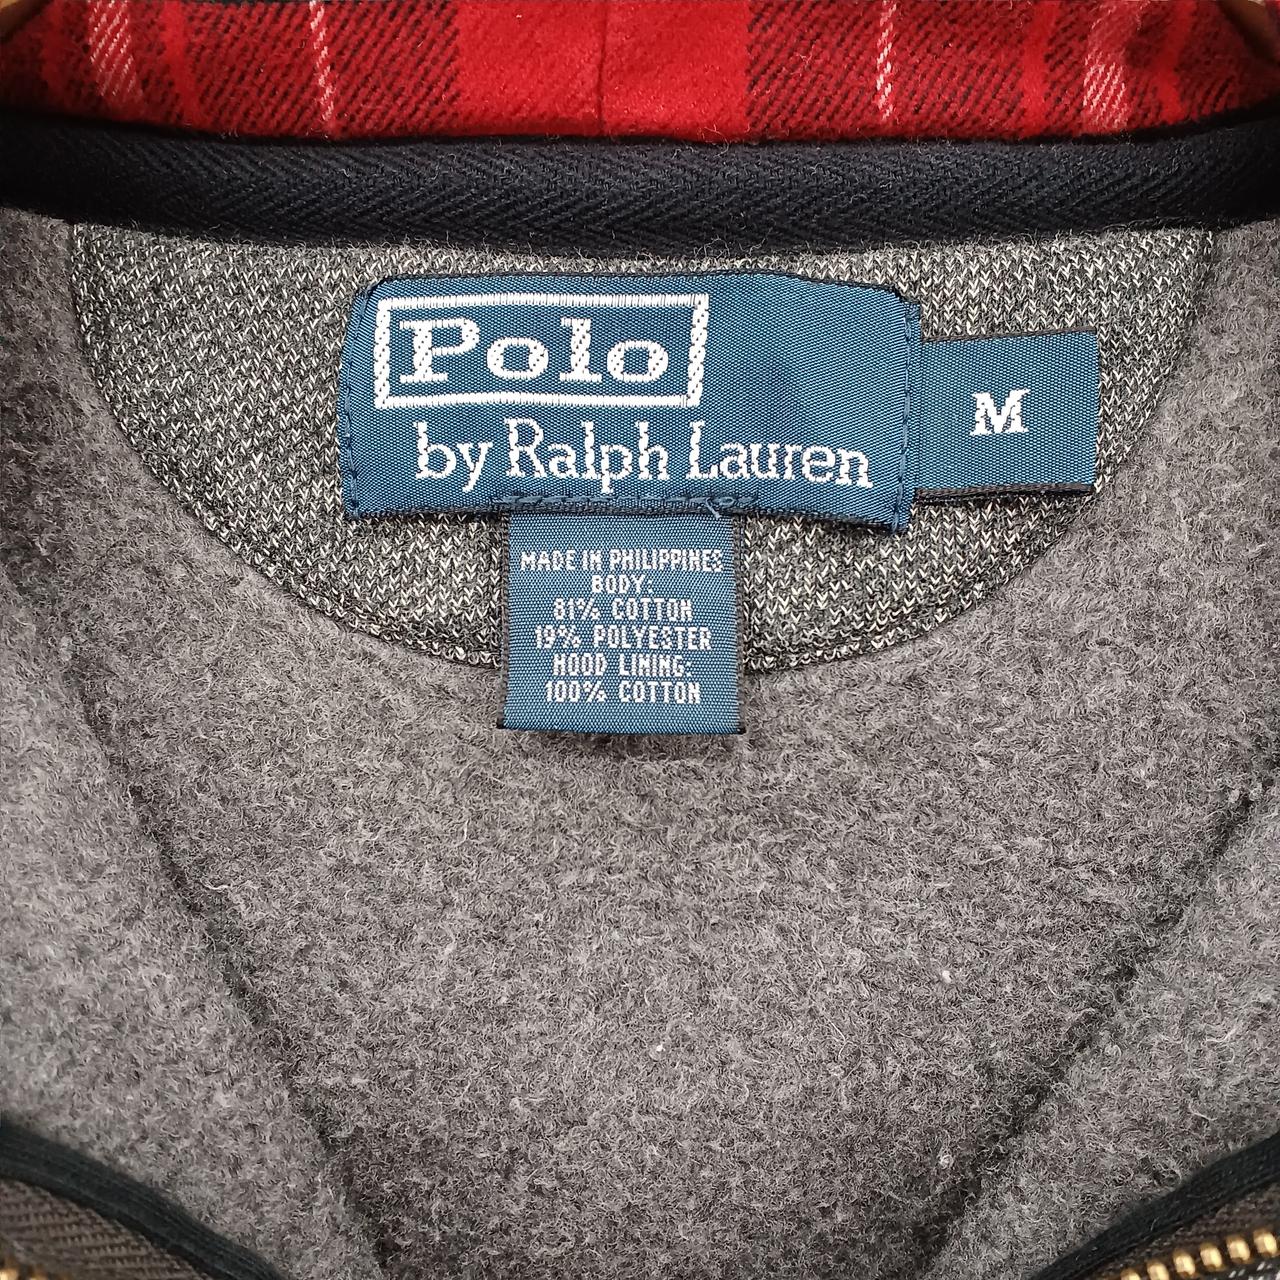 Polo
by Ralph Lauren
M
MADE IN PHILIPPINES
BODY:
81% COTTON
19% POLYESTER
HOOD LINING:
100% COTTON